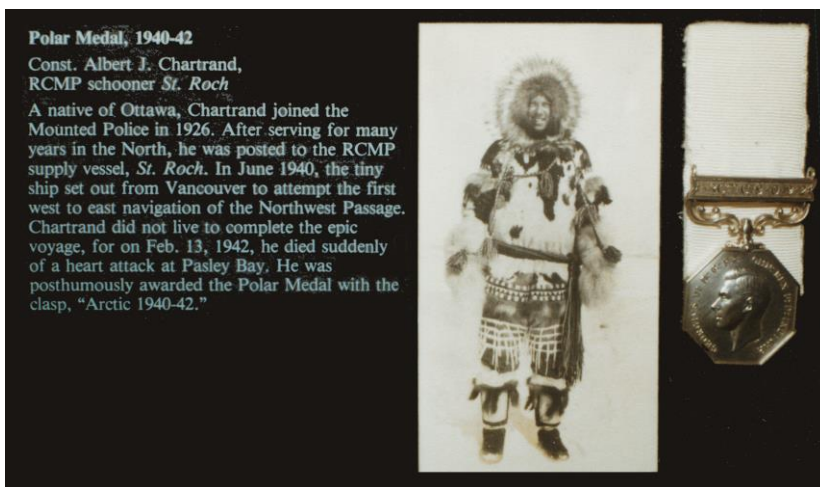 Polar Medal, 1940-42
Const. Albert J. Chartrand,
RCMP schooner St. Roch
A native of Ottawa, Chartrand joined the
Mounted Police in 1926. After serving for many
years in the North, he was posted to the RCMP
supply vessel, St. Roch. In June 1940, the tiny
ship set out from Vancouver to attempt the first
west to east navigation of the Northwest Passage.
Chartrand did not live to complete the epic
voyage, for on Feb. 13, 1942, he died suddenly
of a heart attack at Pasley Bay. He was
posthumously awarded the Polar Medal with the
clasp, “Arctic 1940-42.”